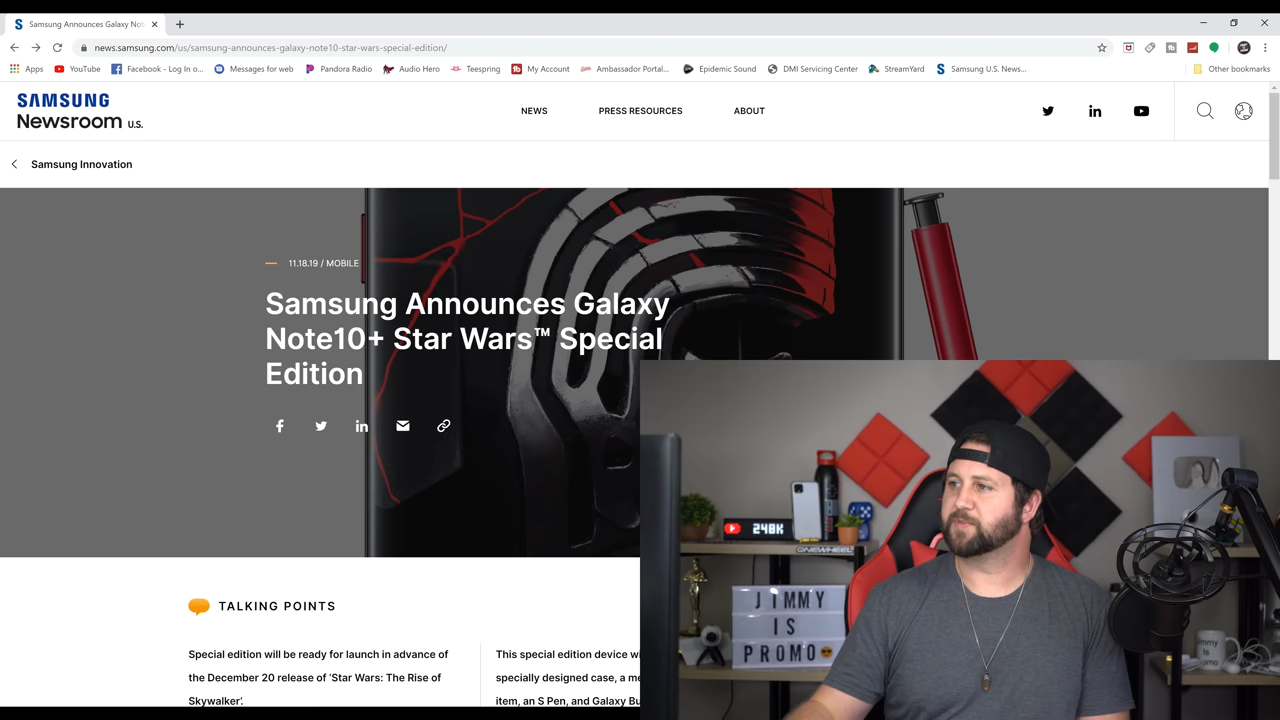 Samsung Announces Galaxy Not
news.samsung.com/us/samsung-announces-galaxy-note10-star-wars-special-edition/
Apps YouTube Facebook - Log In o... Messages for web Pandora Radio Audio Hero Teespring My Account Ambassador Portal... Epidemic Sound DMI Servicing Center StreamYard Samsung U.S. News... Other bookmarks
SAMSUNG
Newsroom U.S.
NEWS PRESS RESOURCES ABOUT
Samsung Innovation
11.18.19 / MOBILE
Samsung Announces Galaxy
Note10+ Star Wars™ Special
Edition
TALKING POINTS
Special edition will be ready for launch in advance of
the December 20 release of 'Star Wars: The Rise of
Skywalker'.
This special edition device wi
specially designed case, a me
item, an S Pen, and Galaxy Bu
248K
ONEWHEEL
JIMMY
IS
PROMO